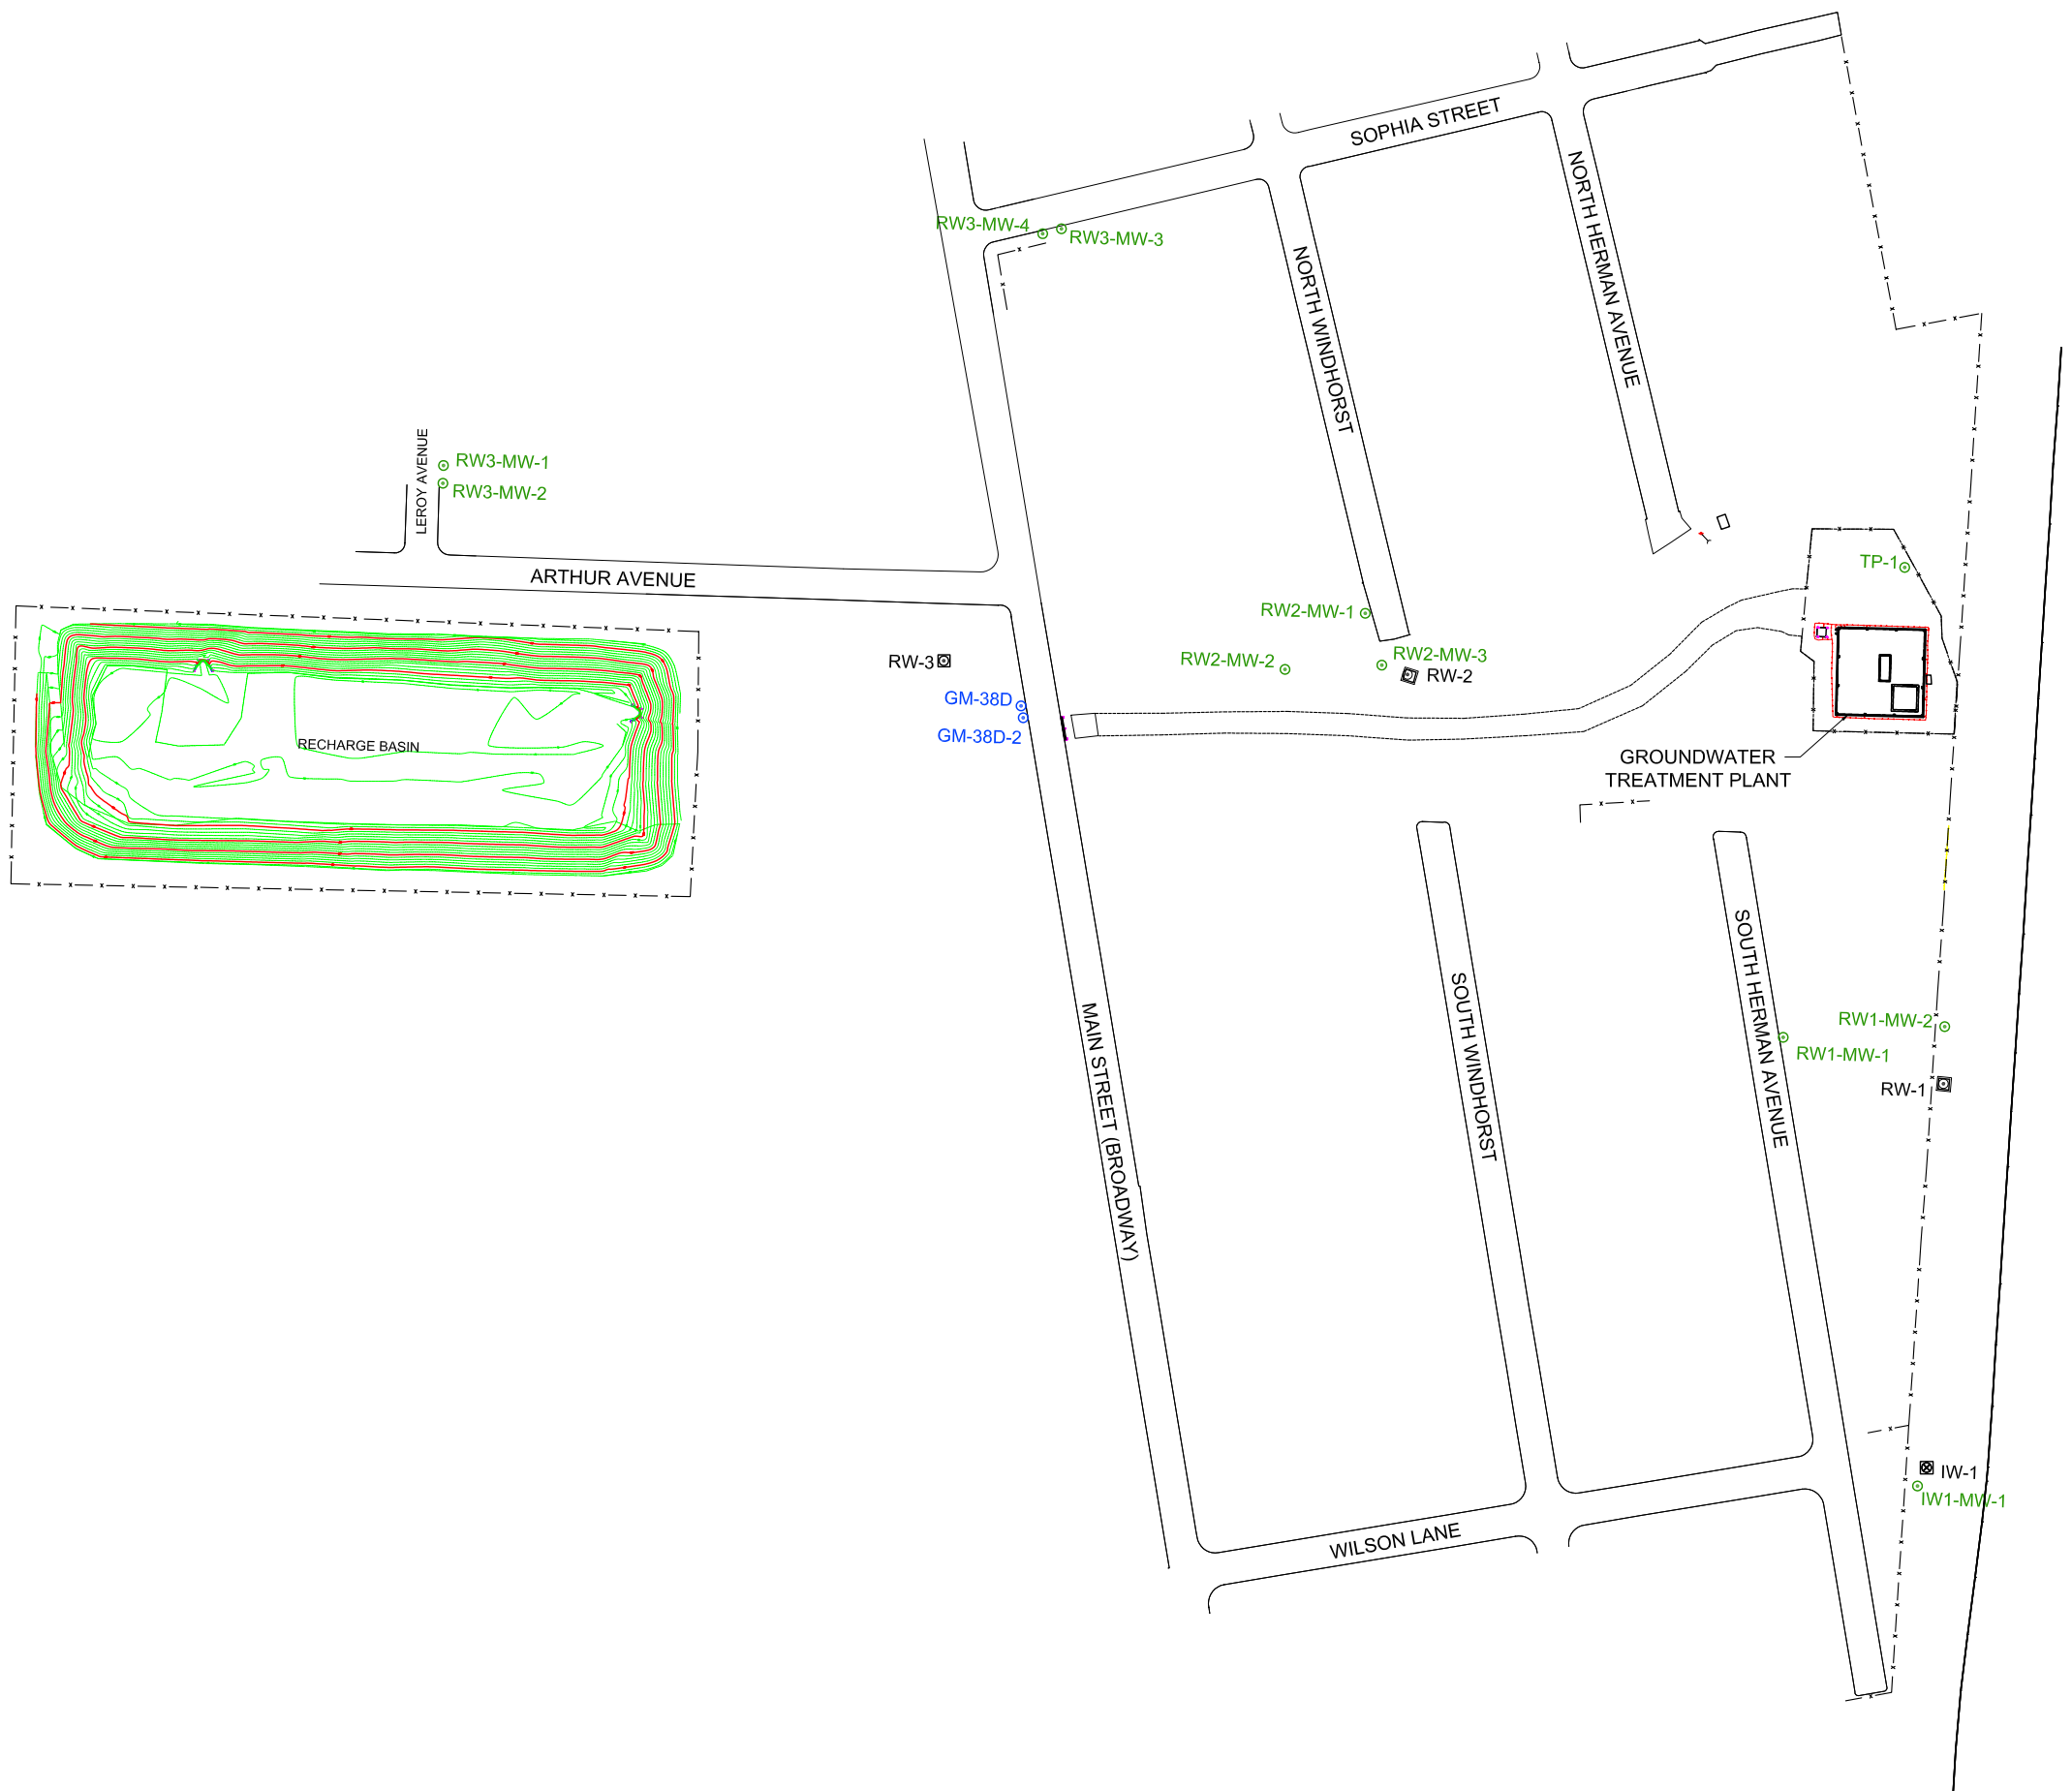 SOPHIA STREET
NORTH HERMAN AVENUE
RW3-MW-4
RW3-MW-3
NORTH WINDHORST
LEROY AVENUE
RW3-MW-1
RW3-MW-2
ARTHUR AVENUE
TP-1
RW2-MW-1
RW2-MW-2
RW2-MW-3
RW-3
RW-2
GM-38D
GM-38D-2
RECHARGE BASIN
GROUNDWATER
TREATMENT PLANT
SOUTH HERMAN AVENUE
SOUTH WINDHORST
MAIN STREET (BROADWAY)
RW1-MW-2
RW1-MW-1
RW-1
IW-1
IW1-MW-1
WILSON LANE